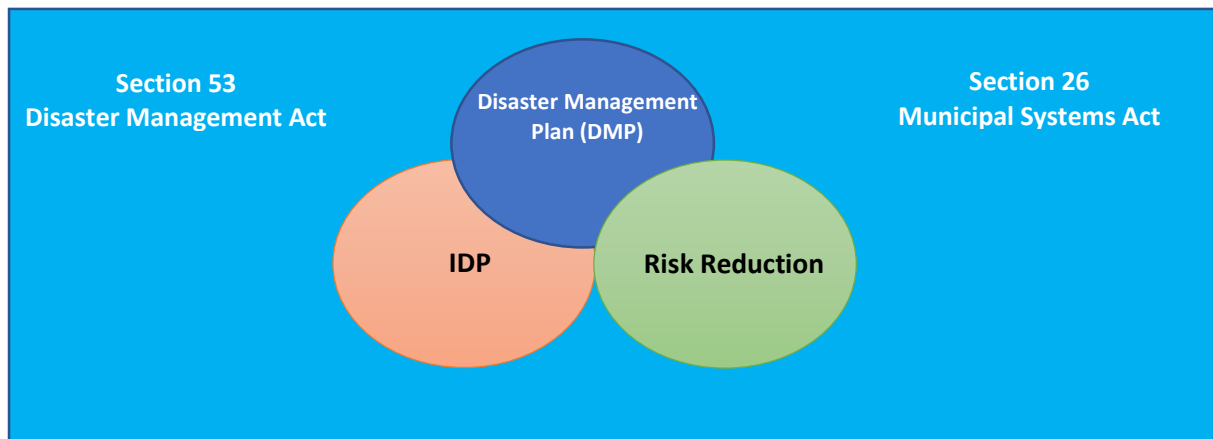 Section 53
Disaster Management Act
Disaster Management
Plan (DMP)
Section 26
Municipal Systems Act
IDP
Risk Reduction